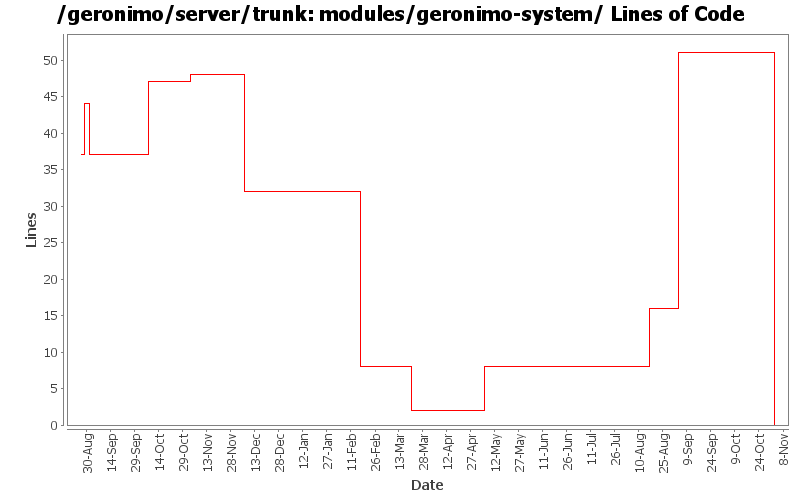 /geronimo/server/trunk: modules/geronimo-system/ Lines of Code
Lines
50
45
40
35
30
25
20
15
10
5
0
30-Aug
14-Sep
29-Sep
14-Oct
29-Oct
13-Nov
28-Nov
13-Dec
28-Dec
12-Jan
27-Jan
11-Feb
26-Feb
13-Mar
28-Mar
12-Apr
27-Apr
12-May
27-May
11-Jun
26-Jun
11-Jul
26-Jul
10-Aug
25-Aug
9-Sep
24-Sep
9-Oct
24-Oct
8-Nov
Date